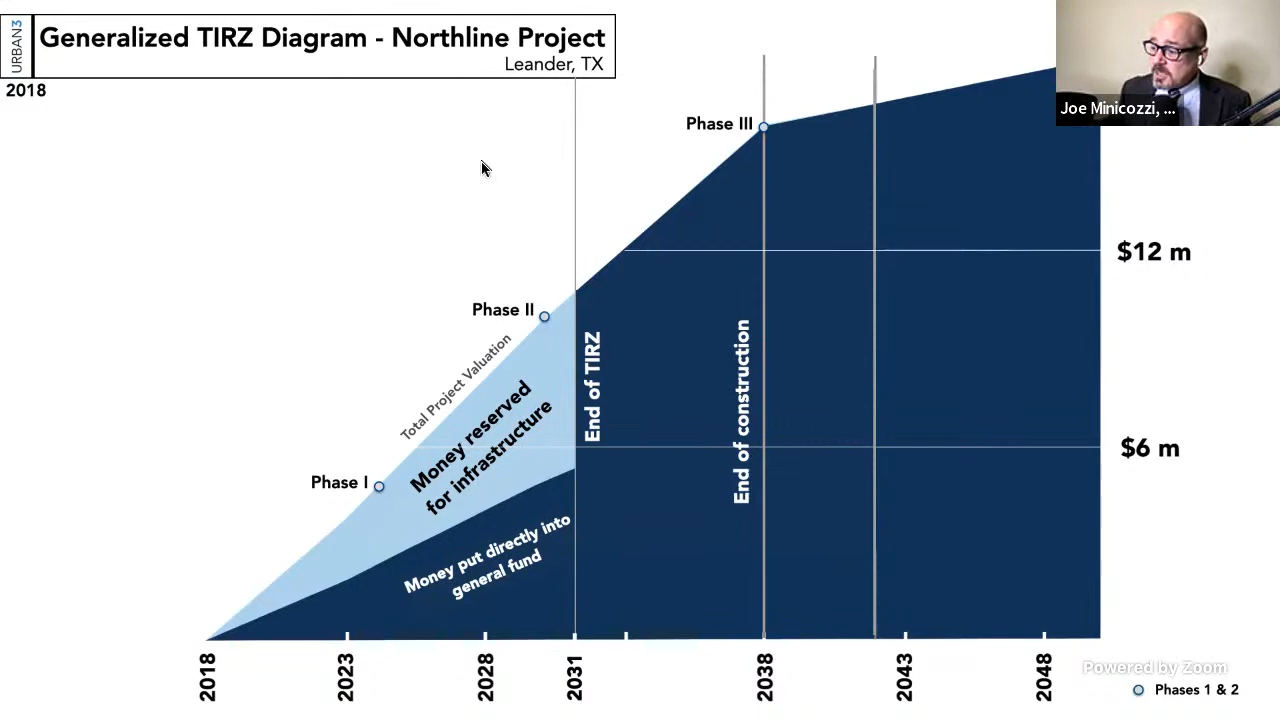 URBAN3
Generalized TIRZ Diagram - Northline Project
Leander, TX
2018
Joe Minicozzi, ...
Phase III
$12 m
Phase II
Total Project Valuation
Money reserved
for infrastructure
End of TIRZ
End of construction
$6 m
Phase I
Money put directly into
general fund
2018
2023
2028
2031
2038
2043
2048
Powered by Zoom
Phases 1 & 2